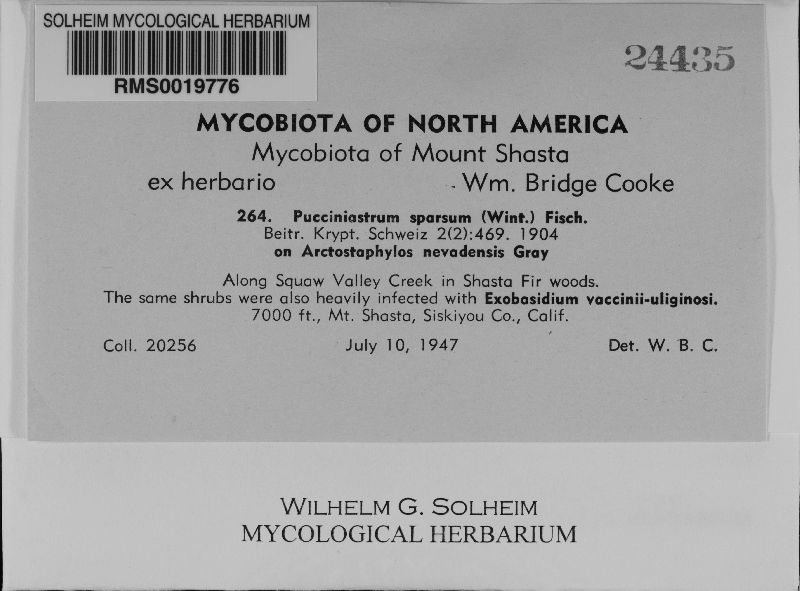 SOLHEIM MYCOLOGICAL HERBARIUM
RMS0019776
24435
MYCOBIOTA OF NORTH AMERICA
Mycobiota of Mount Shasta
ex herbario Wm. Bridge Cooke
264. Pucciniastrum sparsum (Wint.) Fisch.
Beitr. Krypt. Schweiz 2(2):469. 1904
on Arctostaphylos nevadensis Gray
Along Squaw Valley Creek in Shasta Fir woods.
The same shrubs were also heavily infected with Exobasidium vaccinii-uliginosi.
7000 ft., Mt. Shasta, Siskiyou Co., Calif.
Coll. 20256 July 10, 1947 Det. W. B. C.
WILHELM G. SOLHEIM
MYCOLOGICAL HERBARIUM